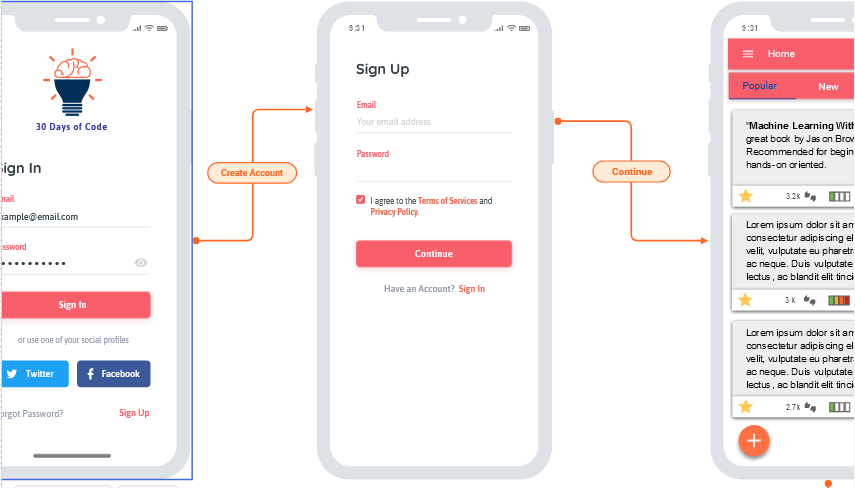 30 Days of Code
Sign In
ample@email.com
Sign In
or use one of your social profiles
Twitter
Facebook
orgot Password?
Sign Up
Create Account
9:31
Sign Up
Email
Your email address
Password
I agree to the Terms of Services and
Privacy Policy.
Continue
Have an Account? Sign In
Continue
9:31
Home
Popular
New
"Machine Learning With
great book by Jason Brow
Recommended for begin
hands-on oriented.
3.2k
Lorem ipsum dolor sit am
consectetur adipiscing el
velit, vulputate eu pharetr
ac neque. Duis vulputate
lectus, ac blandit elit tinci
3 k
Lorem ipsum dolor sit am
consectetur adipiscing el
velit, vulputate eu pharetr
ac neque. Duis vulputate
lectus, ac blandit elit tinci
2.7k